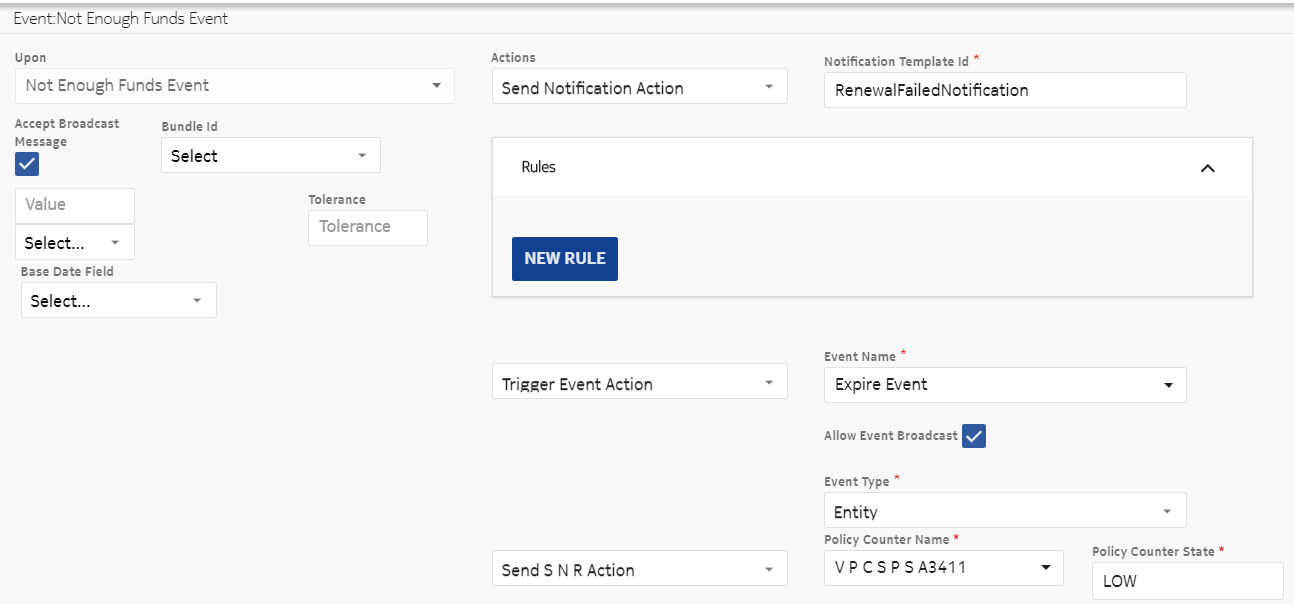 Event:Not Enough Funds Event
Upon
Not Enough Funds Event
Accept Broadcast
Message
Bundle Id
Select
Value
Select...
Tolerance
Tolerance
Base Date Field
Select...
Actions
Send Notification Action
Notification Template Id *
RenewalFailedNotification
Rules
NEW RULE
Trigger Event Action
Event Name *
Expire Event
Allow Event Broadcast
Event Type *
Entity
Send S N R Action
Policy Counter Name *
V P C S P S A3411
Policy Counter State *
LOW